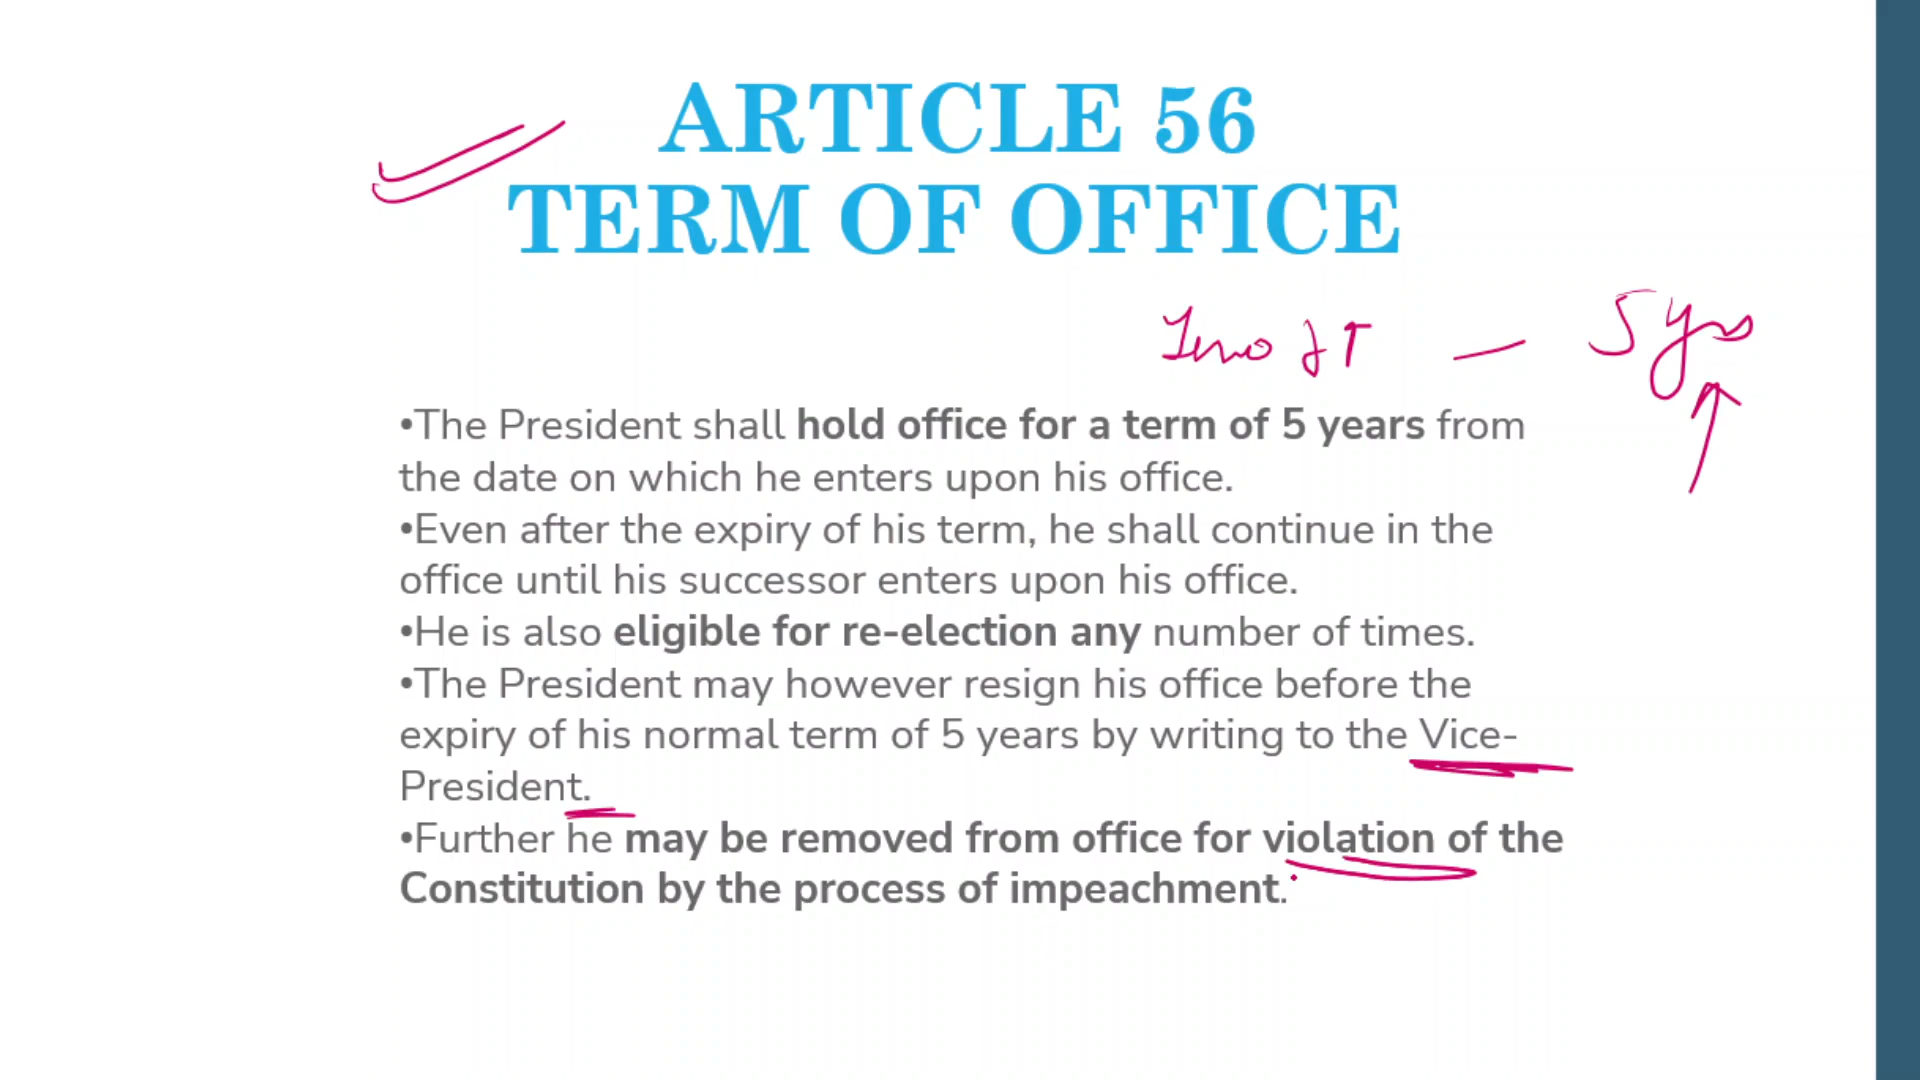 ARTICLE 56
TERM OF OFFICE
5 yrs
•The President shall hold office for a term of 5 years from
the date on which he enters upon his office.
•Even after the expiry of his term, he shall continue in the
office until his successor enters upon his office.
•He is also eligible for re-election any number of times.
•The President may however resign his office before the
expiry of his normal term of 5 years by writing to the Vice-
President.
•Further he may be removed from office for violation of the
Constitution by the process of impeachment.